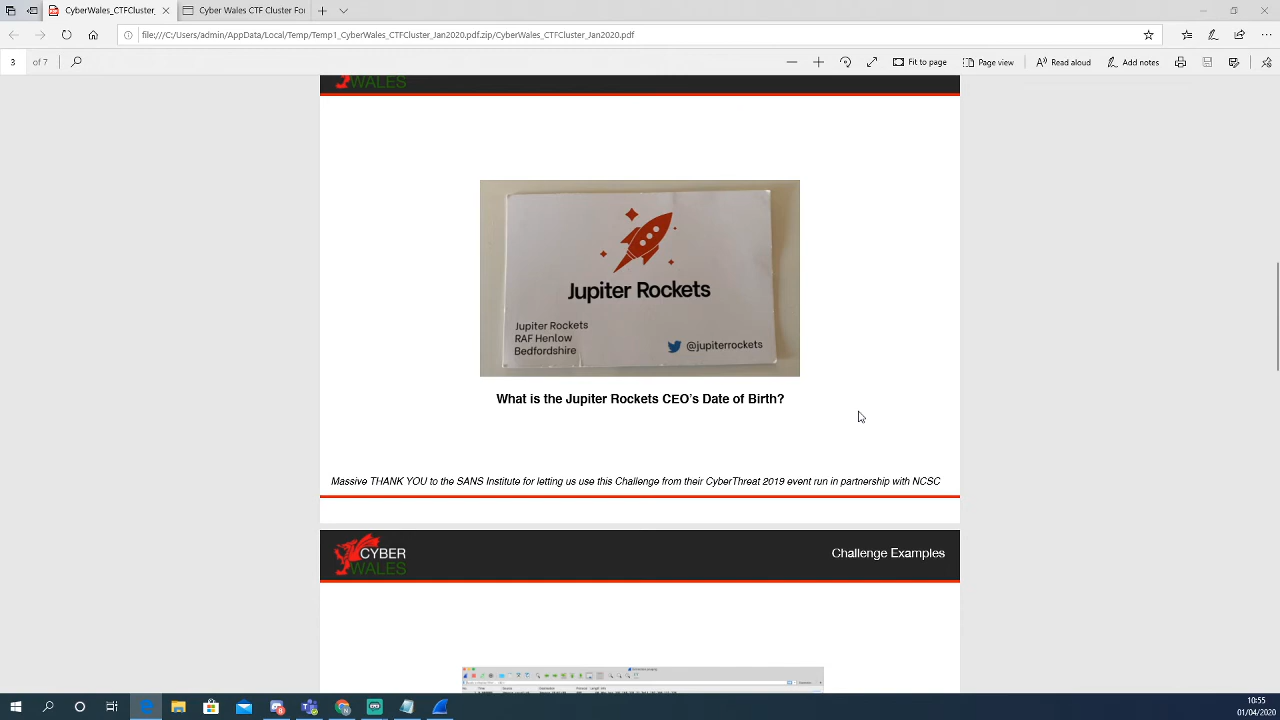 CyberWales_CTFCluster
Cyber Wales CTF Cluster For
file:///C:/Users/admin/AppData/Local/Temp/Temp1_CyberWales_CTFCluster_Jan2020.pdf.zip/CyberWales_CTFCluster_Jan2020.pdf
3 of 7
Fit to page
Page view
Read aloud
Add notes
WALES
Jupiter Rockets
Jupiter Rockets
RAF Henlow
Bedfordshire
@jupiterrockets
What is the Jupiter Rockets CEO's Date of Birth?
Massive THANK YOU to the SANS Institute for letting us use this Challenge from their CyberThreat 2019 event run in partnership with NCSC
CYBER
WALES
Challenge Examples
10:55
01/04/2020